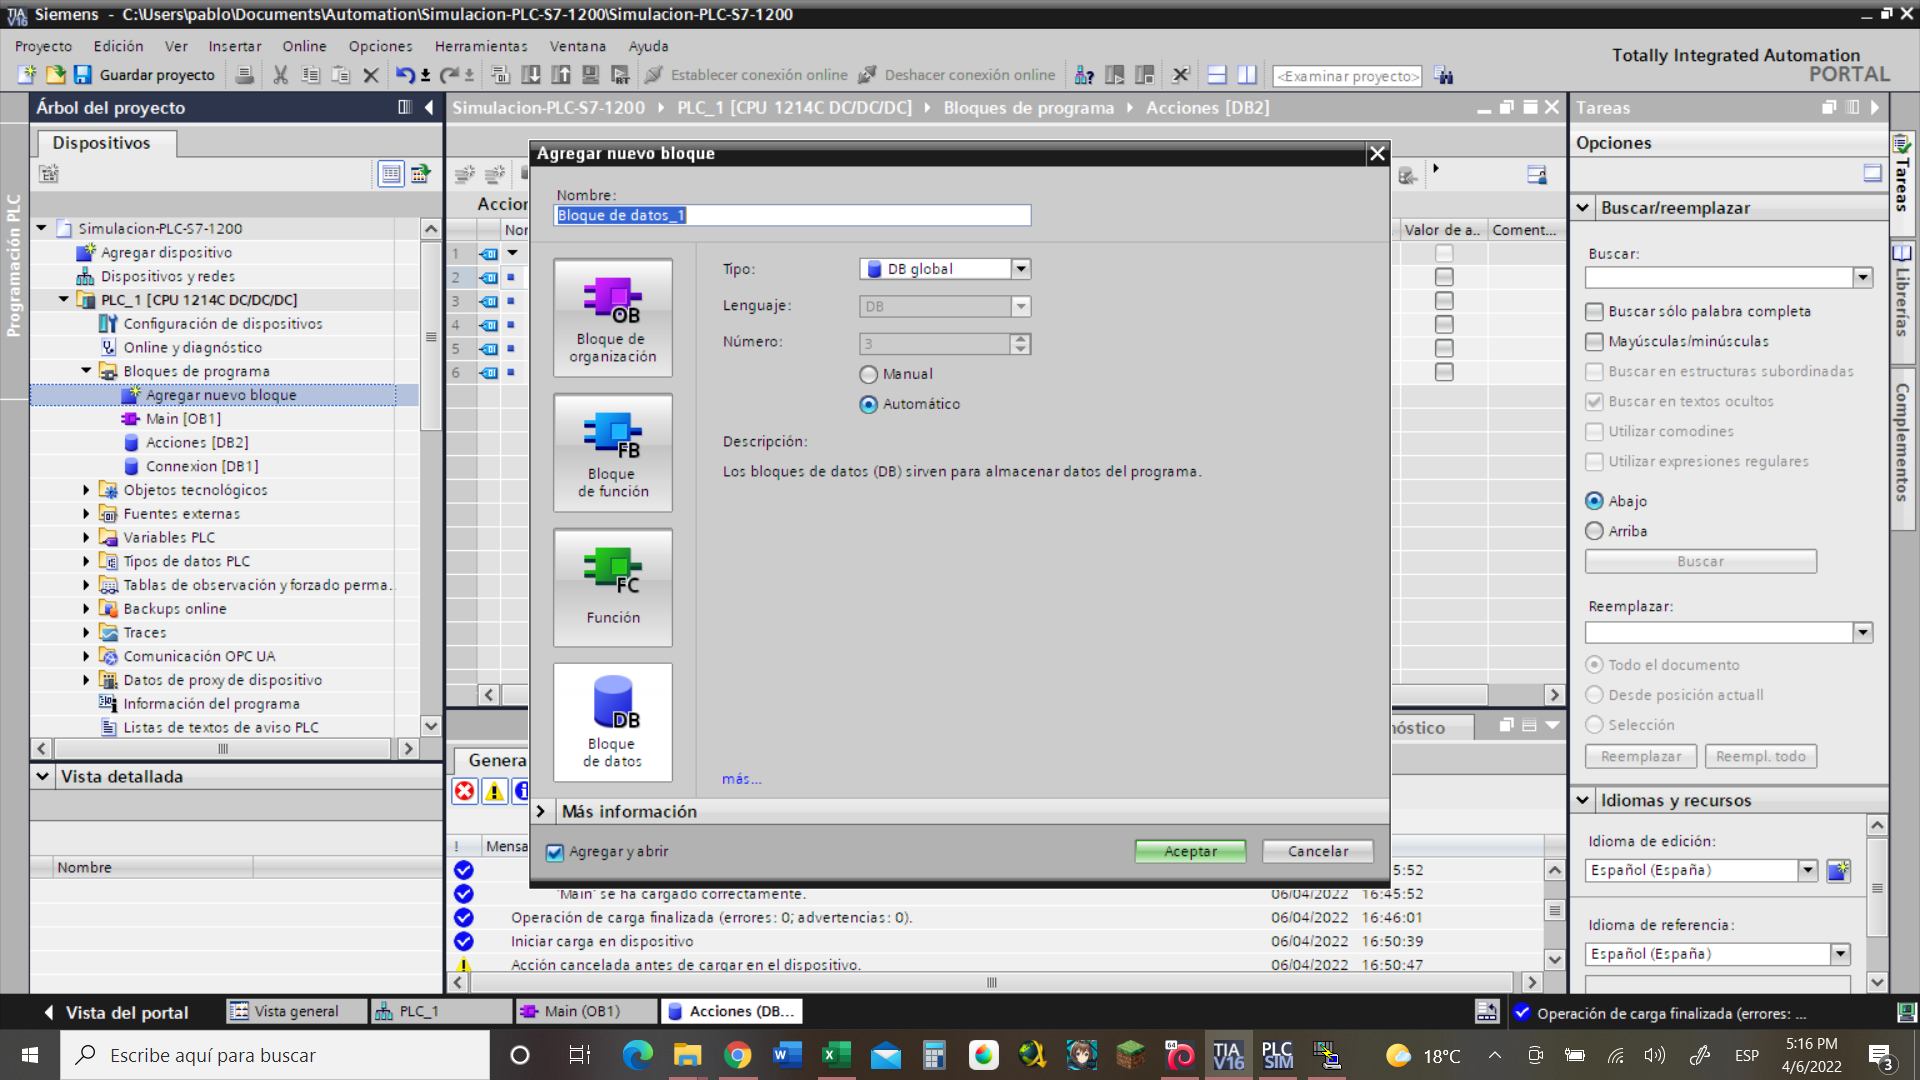 Siemens - C:\Users\pablo\Documents\Automation\Simulacion-PLC-S7-1200\Simulacion-PLC-S7-1200
Proyecto Edición Ver Insertar Online Opciones Herramientas Ventana Ayuda
Guardar proyecto
Establecer conexión online
Deshacer conexión online
<Examinar proyecto>
Totally Integrated Automation
PORTAL
Programación PLC
Árbol del proyecto
Dispositivos
Simulacion-PLC-S7-1200
Agregar dispositivo
Dispositivos y redes
PLC_1 [CPU 1214C DC/DC/DC]
Configuración de dispositivos
Online y diagnóstico
Bloques de programa
Agregar nuevo bloque
Main [OB1]
Acciones [DB2]
Connexion [DB1]
Objetos tecnológicos
Fuentes externas
Variables PLC
Tipos de datos PLC
Tablas de observación y forzado perma..
Backups online
Traces
Comunicación OPC UA
Datos de proxy de dispositivo
Información del programa
Listas de textos de aviso PLC
Vista detallada
Nombre
Simulacion-PLC-S7-1200 PLC_1 [CPU 1214C DC/DC/DC] Bloques de programa Acciones [DB2]
Accion
Nor
Valor de a.. Coment...
1
2
3
4
5
6
Agregar nuevo bloque
Nombre:
Bloque de datos_1
OB
Bloque de
organización
FB
Bloque
de función
FC
Función
DB
Bloque
de datos
Tipo: DB global
Lenguaje: DB
Número: 3
Manual
Automático
Descripción:
Los bloques de datos (DB) sirven para almacenar datos del programa.
más...
Más información
Agregar y abrir
Aceptar Cancelar
Genera
nóstico
! Mensa
5:52
'Main' se ha cargado correctamente. 06/04/2022 16:45:52
Operación de carga finalizada (errores: 0; advertencias: 0). 06/04/2022 16:46:01
Iniciar carga en dispositivo 06/04/2022 16:50:39
Acción cancelada antes de cargar en el dispositivo. 06/04/2022 16:50:47
Tareas
Opciones
Buscar/reemplazar
Buscar:
Buscar sólo palabra completa
Mayúsculas/minúsculas
Buscar en estructuras subordinadas
Buscar en textos ocultos
Utilizar comodines
Utilizar expresiones regulares
Abajo
Arriba
Buscar
Reemplazar:
Todo el documento
Desde posición actuall
Selección
Reemplazar Reempl. todo
Idiomas y recursos
Idioma de edición:
Español (España)
Idioma de referencia:
Español (España)
Tareas
Librerías
Complementos
Vista del portal
Vista general
PLC_1
Main (OB1)
Acciones (DB...
Operación de carga finalizada (errores: ...
Escribe aquí para buscar
64
TIA V16
PLC SIM
18°C
ESP
5:16 PM
4/6/2022
3